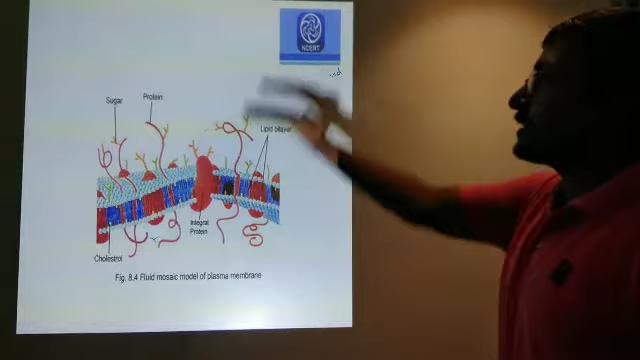 NCERT
Sugar
Protein
Lipid bilayer
Integral
Protein
Cholestrol
Fig. 8.4 Fluid mosaic model of plasma membrane